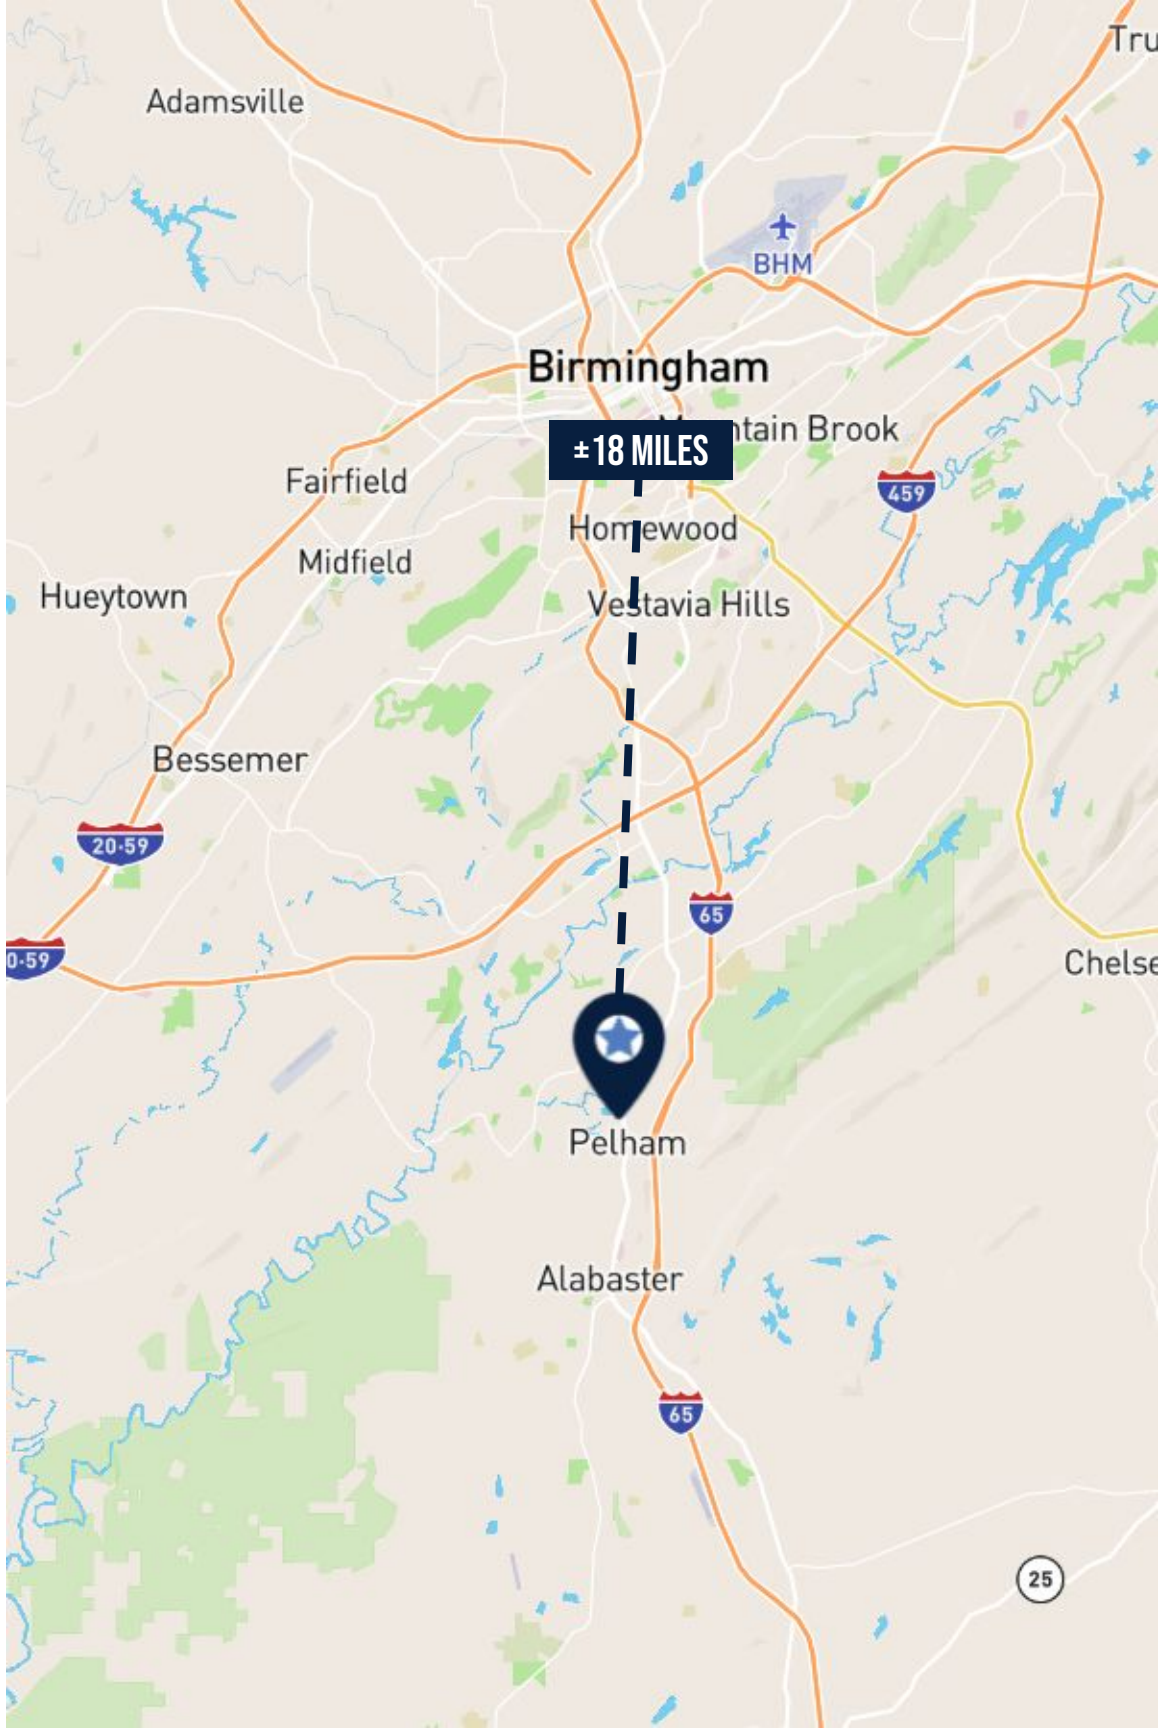 Tru
Adamsville
BHM
Birmingham
Mountain Brook
±18 MILES
Fairfield
459
Homewood
Midfield
Hueytown
Vestavia Hills
Bessemer
20-59
65
0-59
Chelse
Pelham
Alabaster
65
25